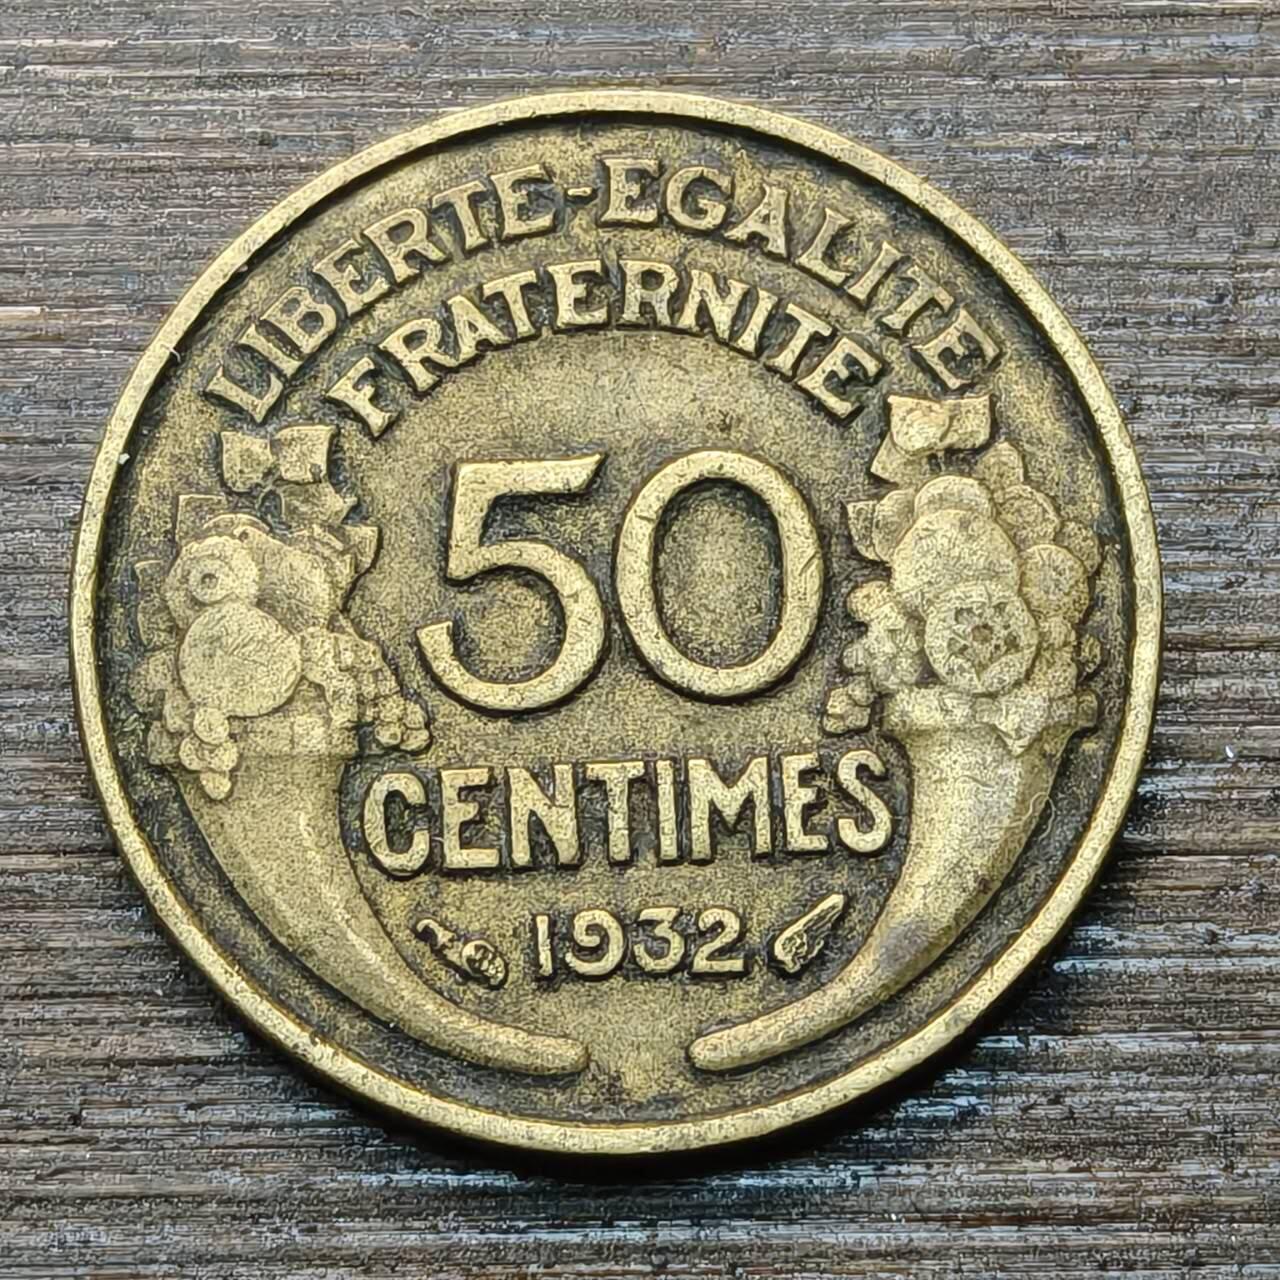 LIBERTE-EGALITE
FRATERNITE
50
CENTIMES
1932